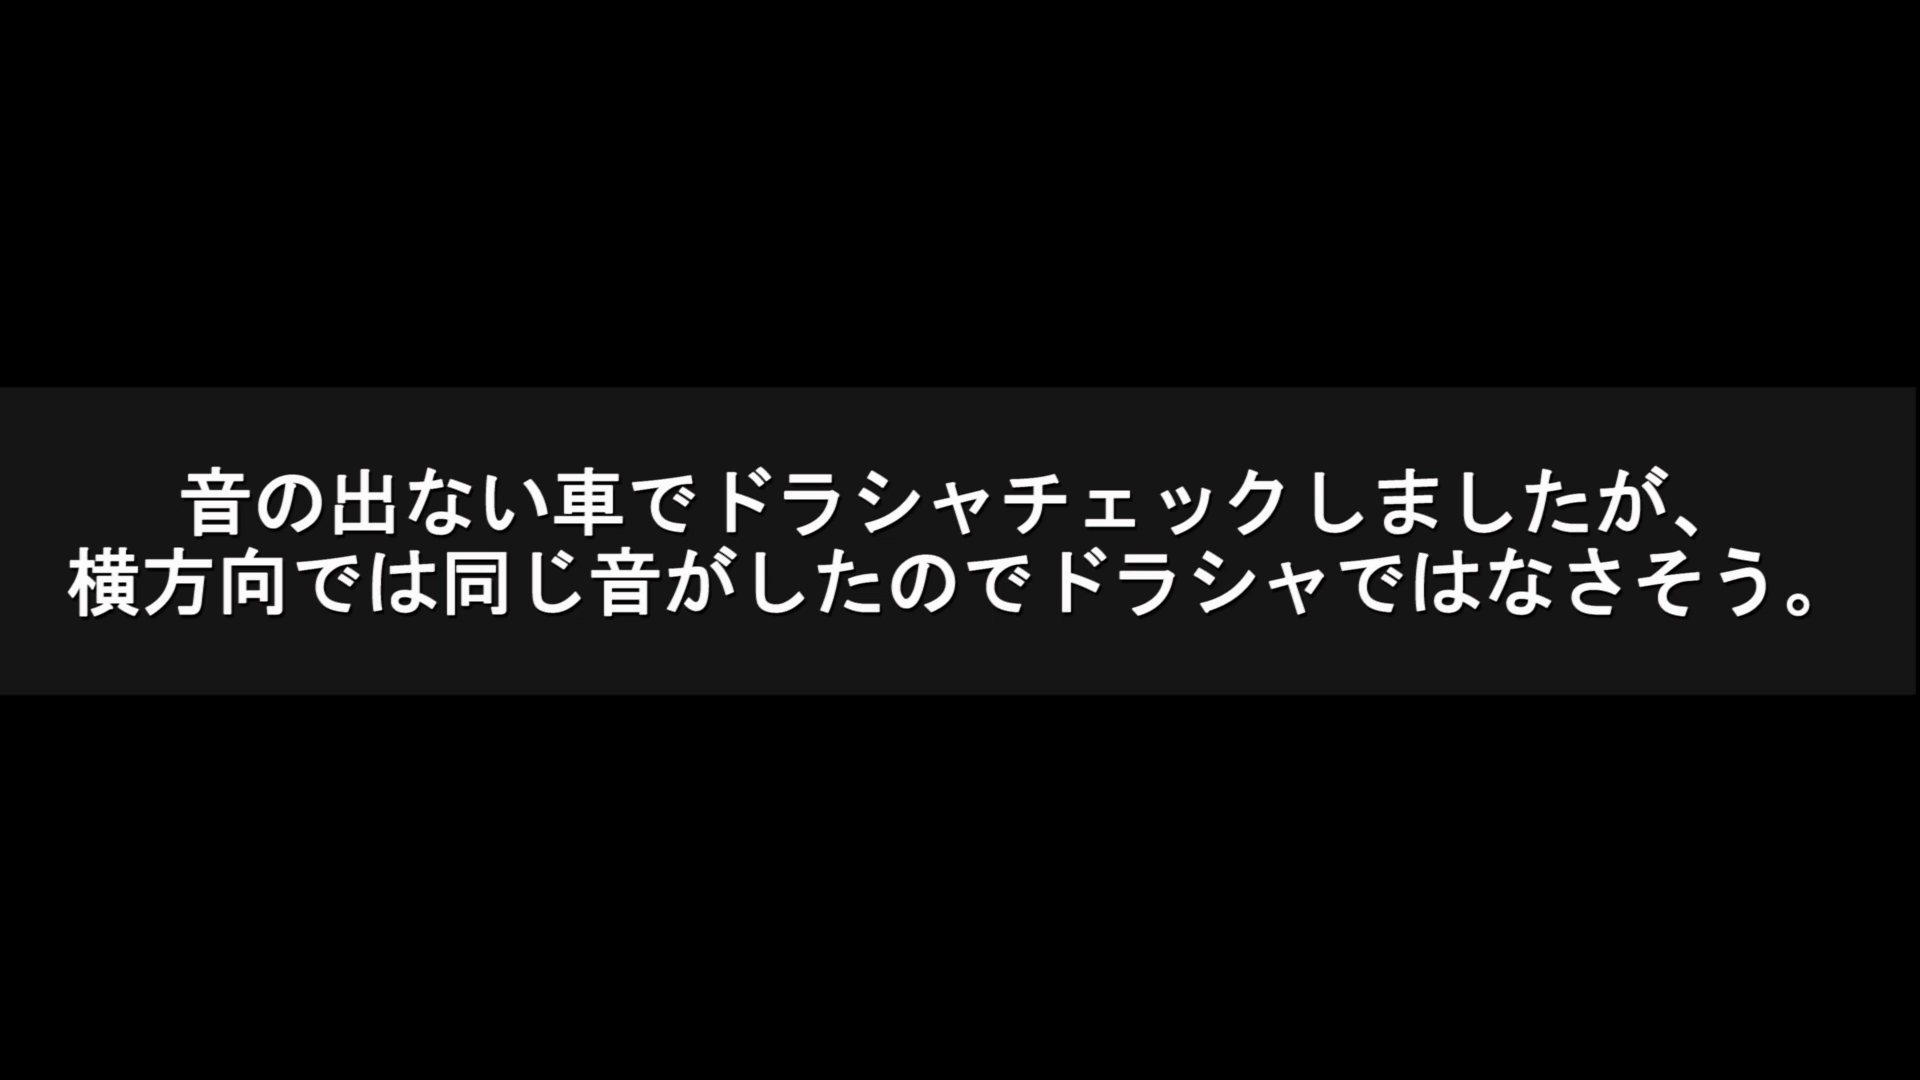 音の出ない車でドラシャチェックしましたが、
横方向では同じ音がしたのでドラシャではなさそう。